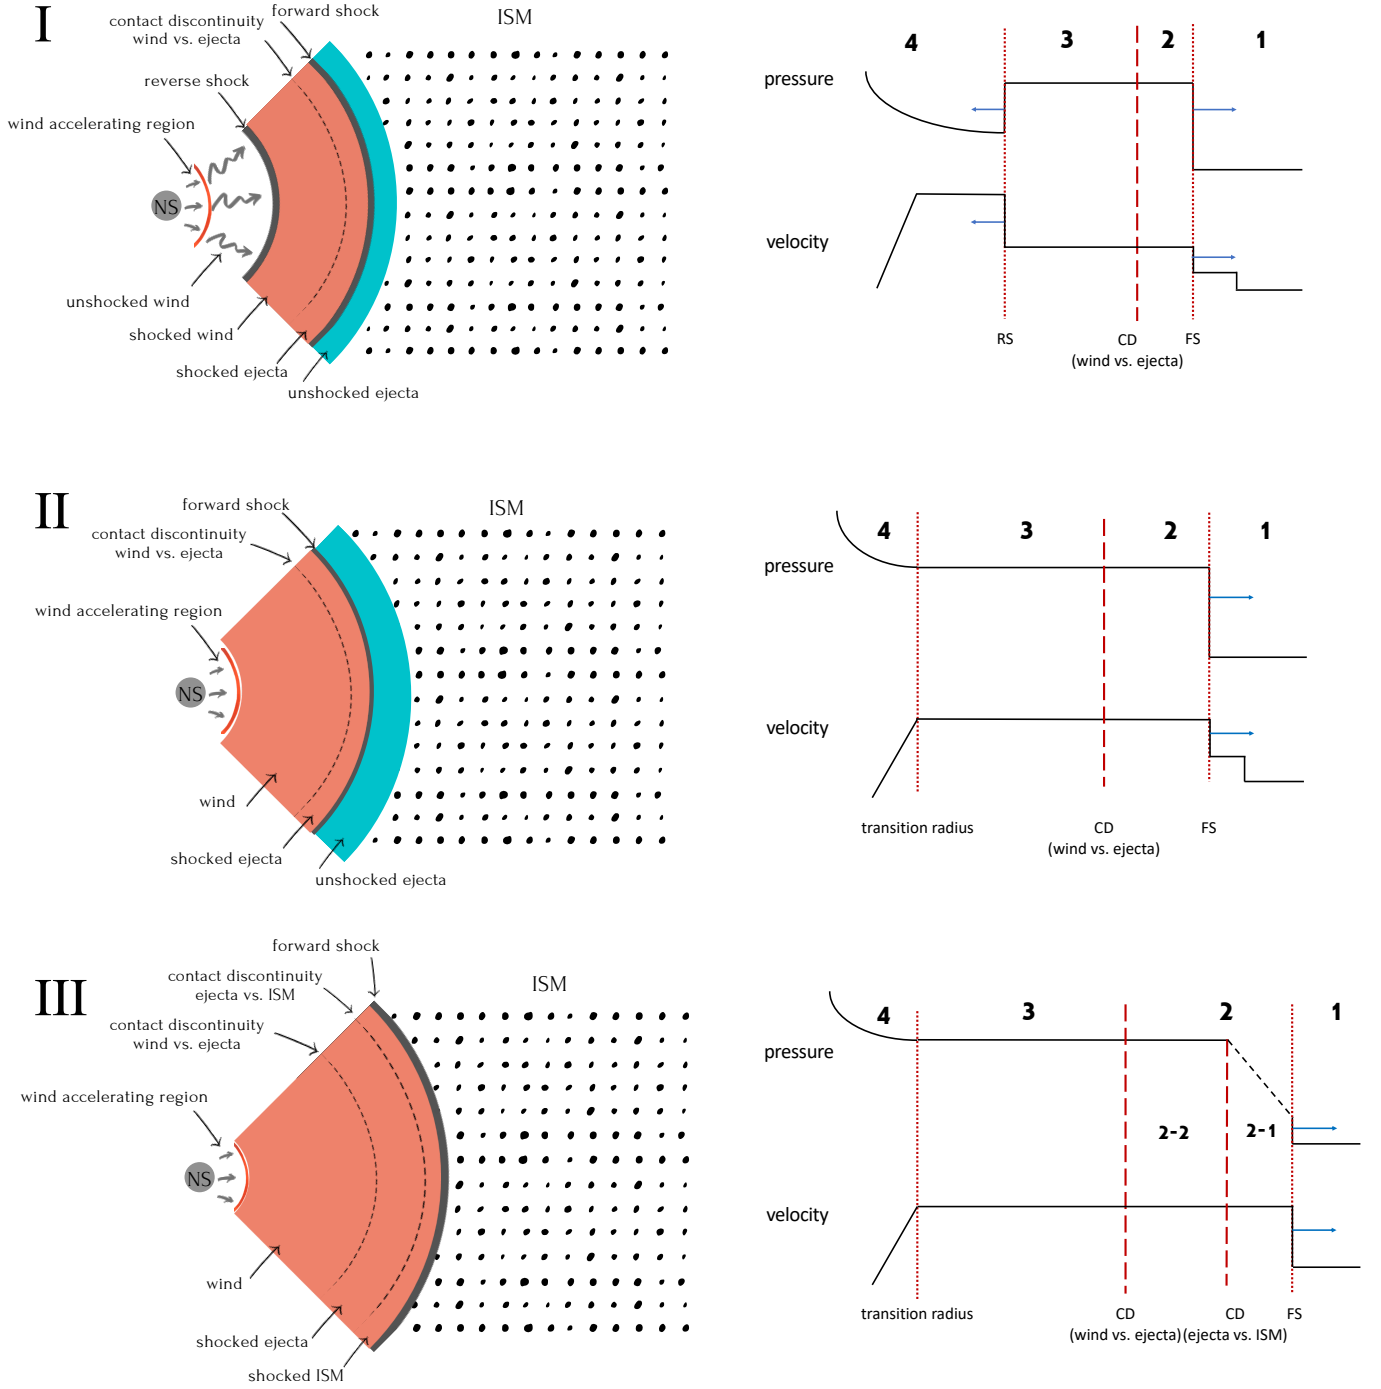 I
forward shock
contact discontinuity
wind vs. ejecta
reverse shock
wind accelerating region
NS
unshocked wind
shocked wind
shocked ejecta
unshocked ejecta
ISM
4
3
2
1
pressure
velocity
RS
CD
(wind vs. ejecta)
FS
II
forward shock
contact discontinuity
wind vs. ejecta
wind accelerating region
NS
wind
shocked ejecta
unshocked ejecta
ISM
4
3
2
1
pressure
velocity
transition radius
CD
(wind vs. ejecta)
FS
III
forward shock
contact discontinuity
ejecta vs. ISM
contact discontinuity
wind vs. ejecta
wind accelerating region
NS
wind
shocked ejecta
shocked ISM
ISM
4
3
2
1
pressure
2-2
2-1
velocity
transition radius
CD
(wind vs. ejecta)
CD
(ejecta vs. ISM)
FS